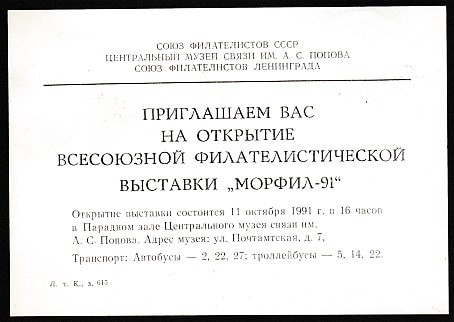 СОЮЗ ФИЛАТЕЛИСТОВ СССР
ЦЕНТРАЛЬНЫЙ МУЗЕЙ СВЯЗИ ИМ. А. С. ПОПОВА
СОЮЗ ФИЛАТЕЛИСТОВ ЛЕНИНГРАДА
ПРИГЛАШАЕМ ВАС
НА ОТКРЫТИЕ
ВСЕСОЮЗНОЙ ФИЛАТЕЛИСТИЧЕСКОЙ
ВЫСТАВКИ „МОРФИЛ-91“
Открытие выставки состоится 11 октября 1991 г. в 16 часов
в Парадном зале Центрального музея связи им.
А. С. Попова. Адрес музея: ул. Почтамтская, д. 7,
Транспорт: Автобусы — 2, 22, 27; троллейбусы — 5, 14, 22.
Л. т. К., з. 615